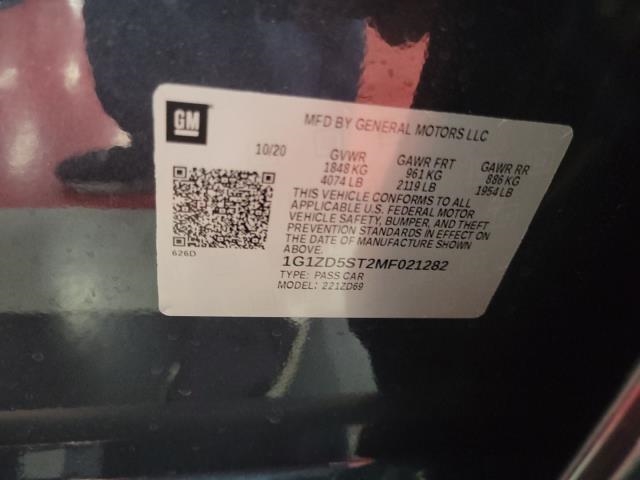 GM
MFD BY GENERAL MOTORS LLC
10/20 GVWR GAWR FRT GAWR RR
1848 KG 961 KG 886 KG
4074 LB 2119 LB 1954 LB
THIS VEHICLE CONFORMS TO ALL
APPLICABLE U.S. FEDERAL MOTOR
VEHICLE SAFETY, BUMPER, AND THEFT
PREVENTION STANDARDS IN EFFECT ON
THE DATE OF MANUFACTURE SHOWN
ABOVE.
626D
1G1ZD5ST2MF021282
TYPE: PASS CAR
MODEL: 221ZD69